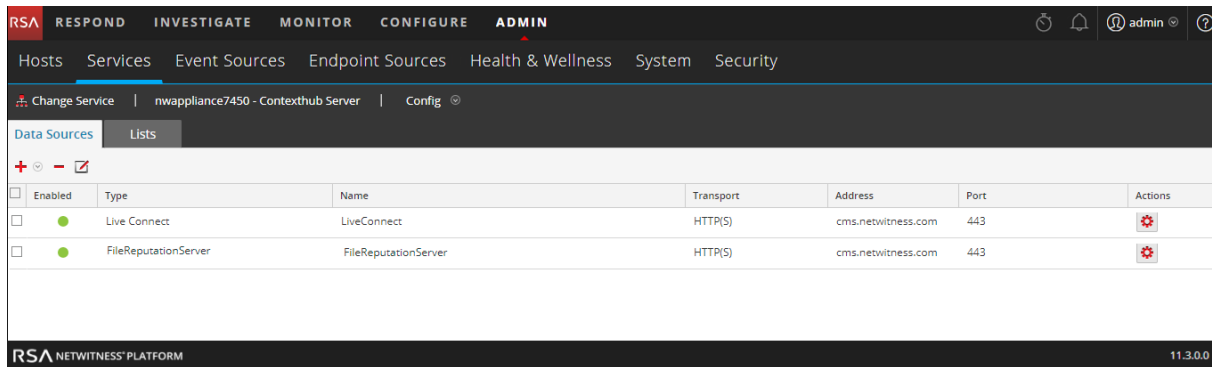 RSA RESPOND INVESTIGATE MONITOR CONFIGURE ADMIN admin ?
Hosts Services Event Sources Endpoint Sources Health & Wellness System Security
Change Service | nwappliance7450 - Contexthub Server | Config
Data Sources Lists
Enabled Type Name Transport Address Port Actions
Live Connect LiveConnect HTTP(S) cms.netwitness.com 443
FileReputationServer FileReputationServer HTTP(S) cms.netwitness.com 443
RSA NETWITNESS® PLATFORM 11.3.0.0